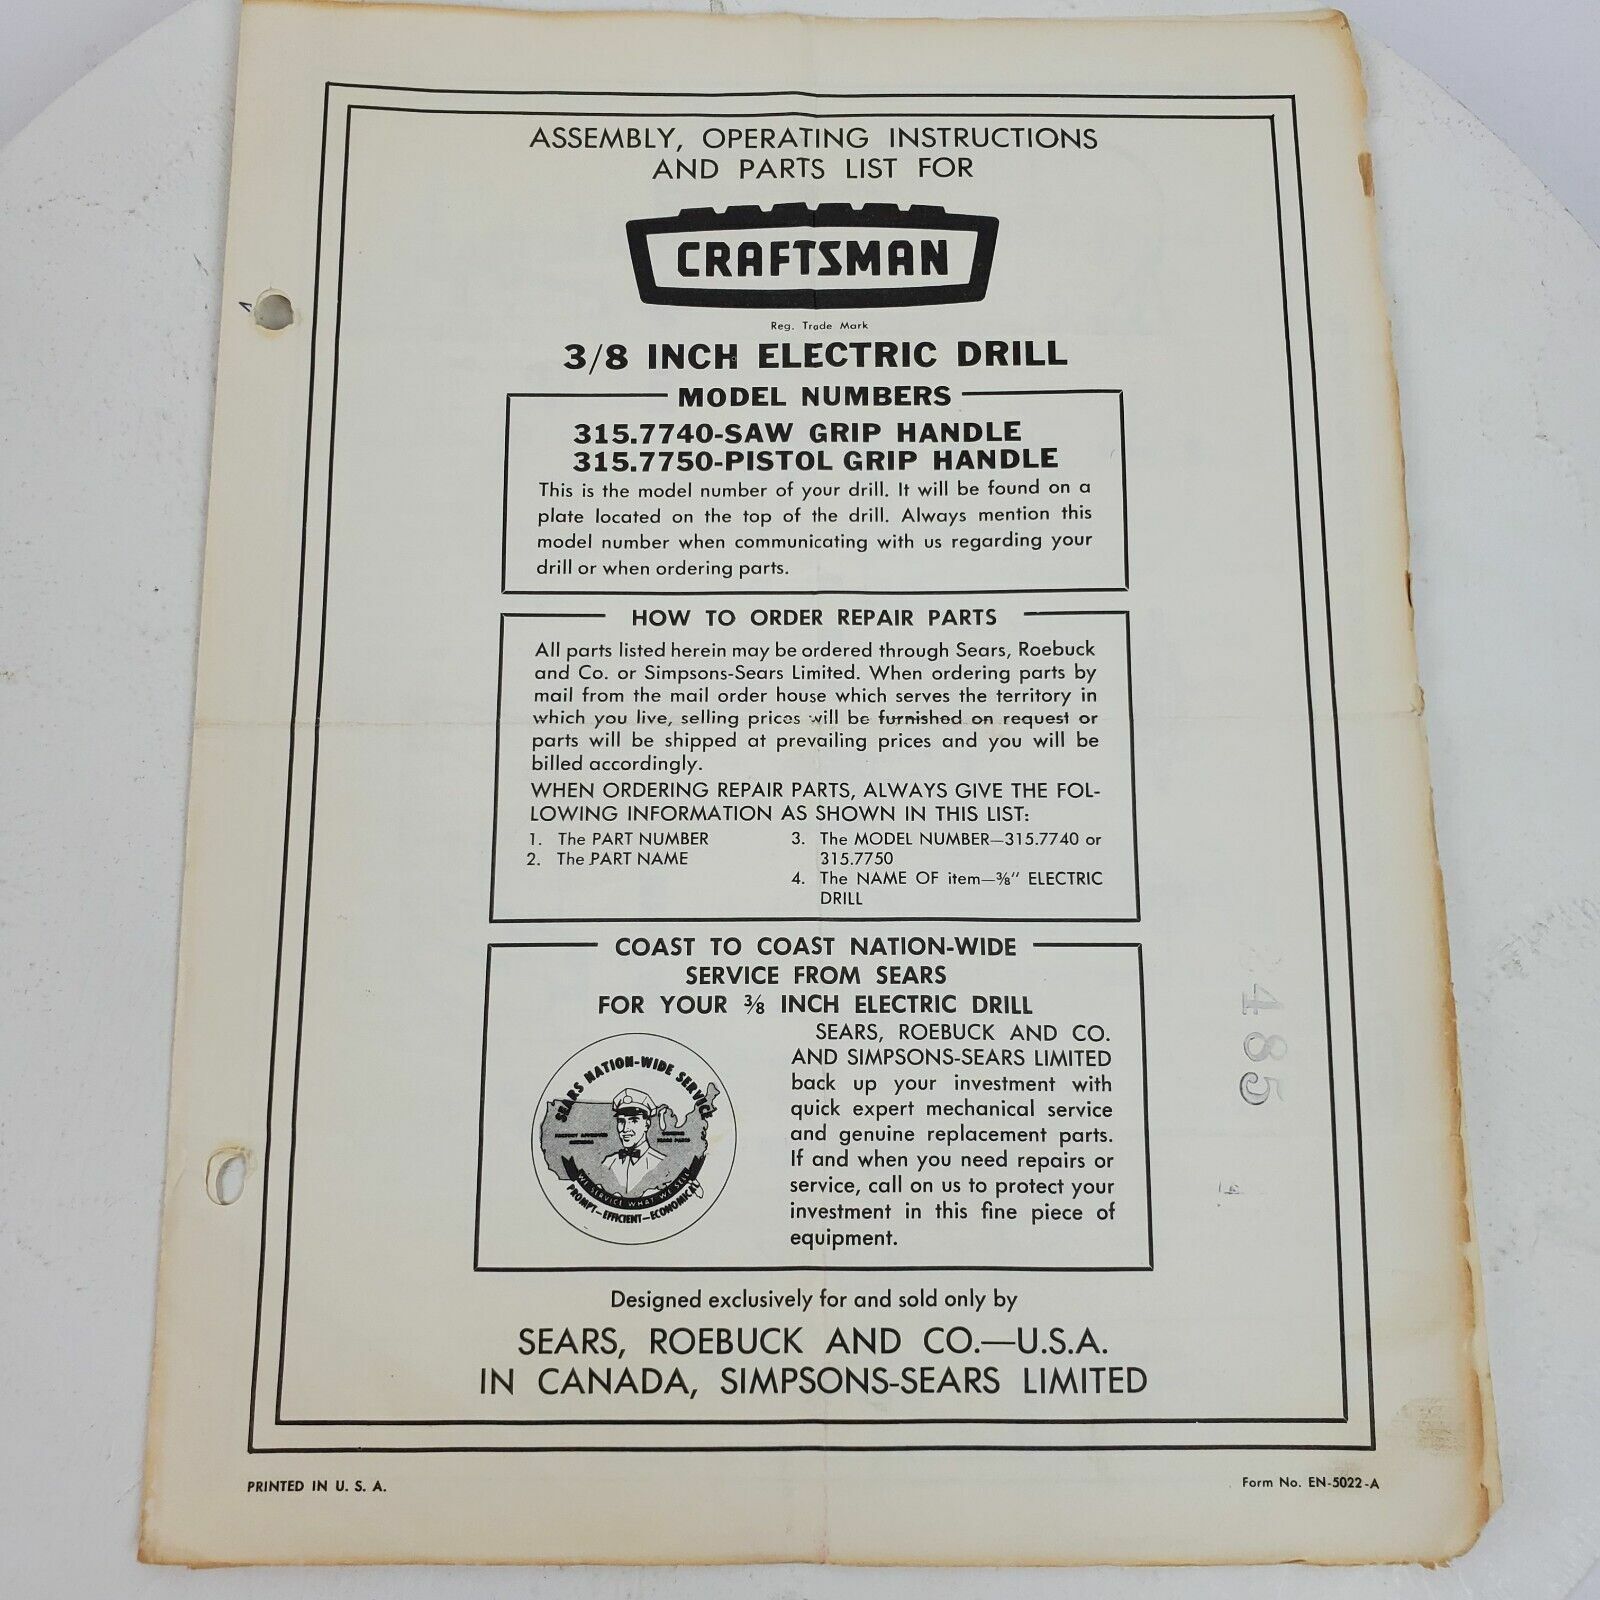 ASSEMBLY, OPERATING INSTRUCTIONS
AND PARTS LIST FOR
CRAFTSMAN
Reg. Trade Mark
3/8 INCH ELECTRIC DRILL
MODEL NUMBERS
315.7740-SAW GRIP HANDLE
315.7750-PISTOL GRIP HANDLE
This is the model number of your drill. It will be found on a
plate located on the top of the drill. Always mention this
model number when communicating with us regarding your
drill or when ordering parts.
HOW TO ORDER REPAIR PARTS
All parts listed herein may be ordered through Sears, Roebuck
and Co. or Simpsons-Sears Limited. When ordering parts by
mail from the mail order house which serves the territory in
which you live, selling prices will be furnished on request or
parts will be shipped at prevailing prices and you will be
billed accordingly.
WHEN ORDERING REPAIR PARTS, ALWAYS GIVE THE FOL-
LOWING INFORMATION AS SHOWN IN THIS LIST:
1. The PART NUMBER
2. The PART NAME
3. The MODEL NUMBER—315.7740 or
315.7750
4. The NAME OF item—⅜" ELECTRIC
DRILL
COAST TO COAST NATION-WIDE
SERVICE FROM SEARS
FOR YOUR ⅜ INCH ELECTRIC DRILL
SEARS NATION-WIDE SERVICE
WE SERVICE WHAT WE SELL
PROMPT—EFFICIENT—ECONOMICAL
SEARS, ROEBUCK AND CO.
AND SIMPSONS-SEARS LIMITED
back up your investment with
quick expert mechanical service
and genuine replacement parts.
If and when you need repairs or
service, call on us to protect your
investment in this fine piece of
equipment.
485
Designed exclusively for and sold only by
SEARS, ROEBUCK AND CO.—U.S.A.
IN CANADA, SIMPSONS-SEARS LIMITED
PRINTED IN U. S. A.
Form No. EN-5022-A